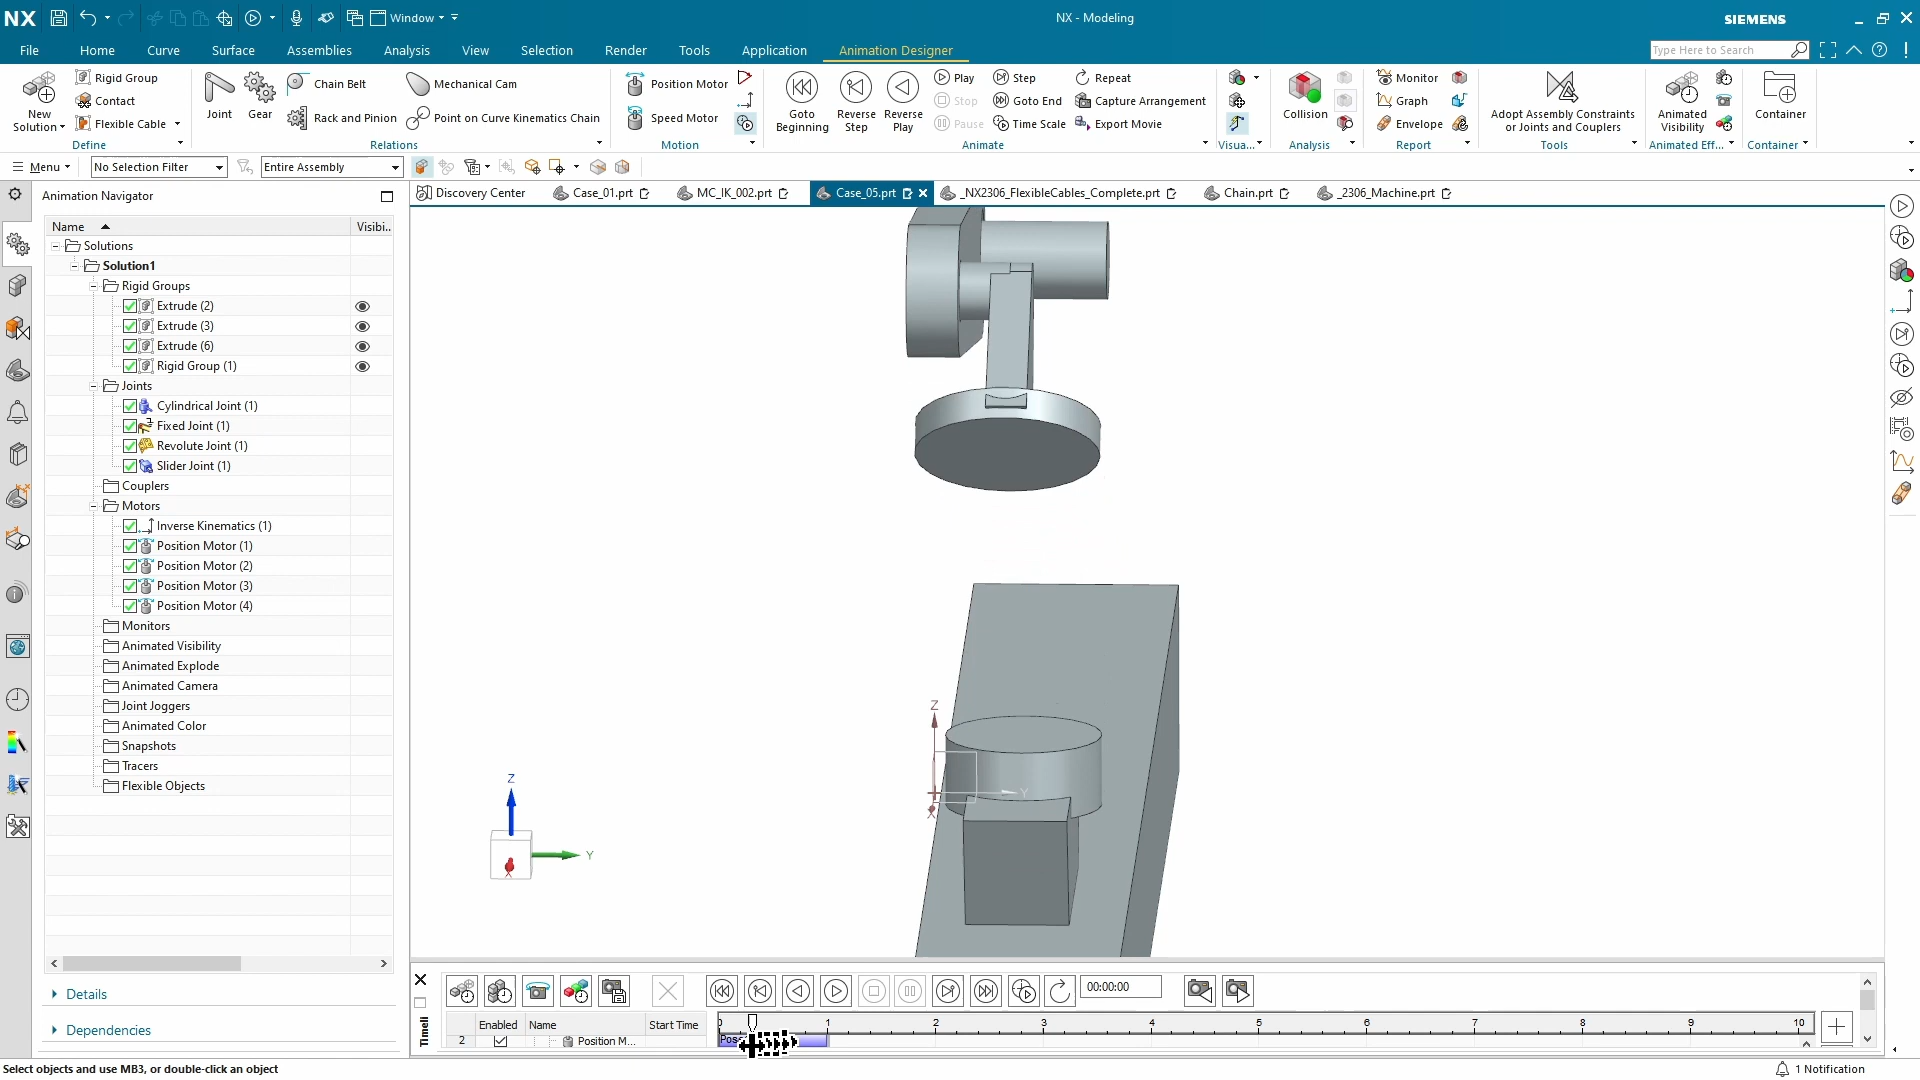 NX
Window
NX - Modeling
SIEMENS
File
Home
Curve
Surface
Assemblies
Analysis
View
Selection
Render
Tools
Application
Animation Designer
Type Here to Search
New
Solution
Rigid Group
Contact
Flexible Cable
Define
Joint
Gear
Chain Belt
Rack and Pinion
Mechanical Cam
Point on Curve Kinematics Chain
Relations
Position Motor
Speed Motor
Motion
Goto
Beginning
Reverse
Step
Reverse
Play
Play
Stop
Pause
Step
Goto End
Time Scale
Repeat
Capture Arrangement
Export Movie
Animate
Visua...
Collision
Analysis
Monitor
Graph
Envelope
Report
Adopt Assembly Constraints
or Joints and Couplers
Tools
Animated
Visibility
Animated Eff...
Container
Container
Menu
No Selection Filter
Entire Assembly
Animation Navigator
Discovery Center
Case_01.prt
MC_IK_002.prt
Case_05.prt
_NX2306_FlexibleCables_Complete.prt
Chain.prt
_2306_Machine.prt
Name
Visibi..
Solutions
Solution1
Rigid Groups
Extrude (2)
Extrude (3)
Extrude (6)
Rigid Group (1)
Joints
Cylindrical Joint (1)
Fixed Joint (1)
Revolute Joint (1)
Slider Joint (1)
Couplers
Motors
Inverse Kinematics (1)
Position Motor (1)
Position Motor (2)
Position Motor (3)
Position Motor (4)
Monitors
Animated Visibility
Animated Explode
Animated Camera
Joint Joggers
Animated Color
Snapshots
Tracers
Flexible Objects
Details
Dependencies
Z
Y
X
Z
Y
X
Timeli
00:00:00
Enabled
Name
Start Time
0 1 2 3 4 5 6 7 8 9 10
2
Position M...
Pos
Select objects and use MB3, or double-click an object
1 Notification